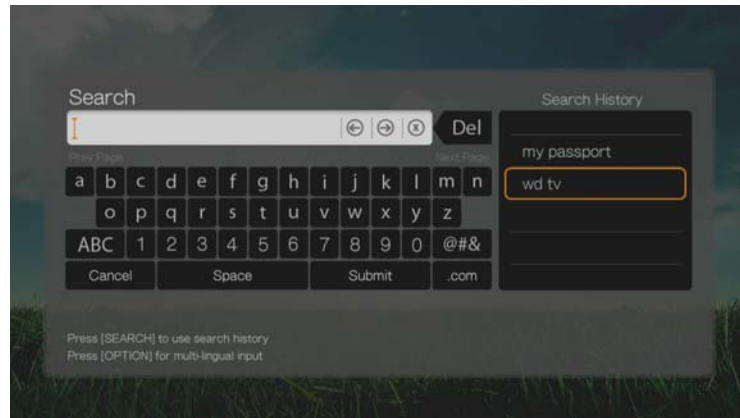 Search
Search History
Del
Prev Page
Next Page
my passport
a b c d e f g h i j k l m n
wd tv
o p q r s t u v w x y z
ABC 1 2 3 4 5 6 7 8 9 0 @#&
Cancel Space Submit .com
Press [SEARCH] to use search history
Press [OPTION] for multi-lingual input